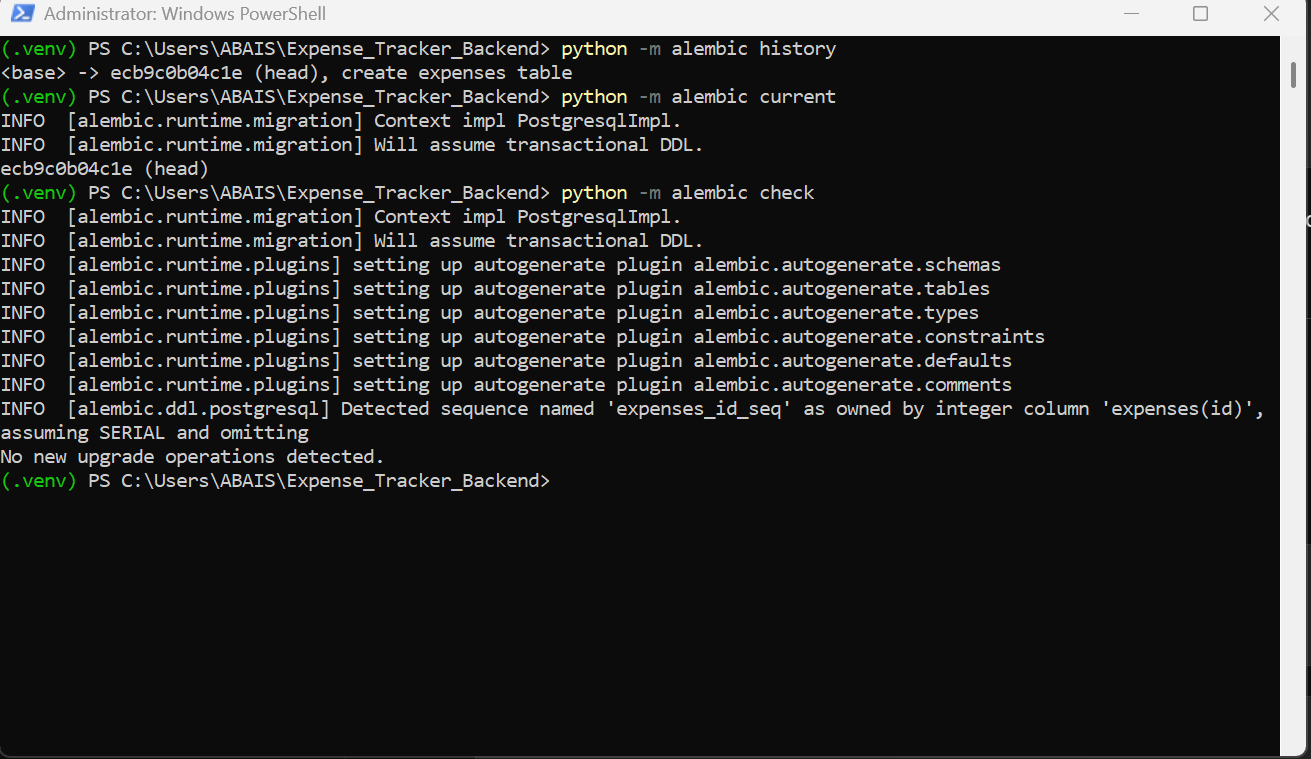 Administrator: Windows PowerShell
(.venv) PS C:\Users\ABAIS\Expense_Tracker_Backend> python -m alembic history
<base> -> ecb9c0b04c1e (head), create expenses table
(.venv) PS C:\Users\ABAIS\Expense_Tracker_Backend> python -m alembic current
INFO  [alembic.runtime.migration] Context impl PostgresqlImpl.
INFO  [alembic.runtime.migration] Will assume transactional DDL.
ecb9c0b04c1e (head)
(.venv) PS C:\Users\ABAIS\Expense_Tracker_Backend> python -m alembic check
INFO  [alembic.runtime.migration] Context impl PostgresqlImpl.
INFO  [alembic.runtime.migration] Will assume transactional DDL.
INFO  [alembic.runtime.plugins] setting up autogenerate plugin alembic.autogenerate.schemas
INFO  [alembic.runtime.plugins] setting up autogenerate plugin alembic.autogenerate.tables
INFO  [alembic.runtime.plugins] setting up autogenerate plugin alembic.autogenerate.types
INFO  [alembic.runtime.plugins] setting up autogenerate plugin alembic.autogenerate.constraints
INFO  [alembic.runtime.plugins] setting up autogenerate plugin alembic.autogenerate.defaults
INFO  [alembic.runtime.plugins] setting up autogenerate plugin alembic.autogenerate.comments
INFO  [alembic.ddl.postgresql] Detected sequence named 'expenses_id_seq' as owned by integer column 'expenses(id)',
assuming SERIAL and omitting
No new upgrade operations detected.
(.venv) PS C:\Users\ABAIS\Expense_Tracker_Backend>